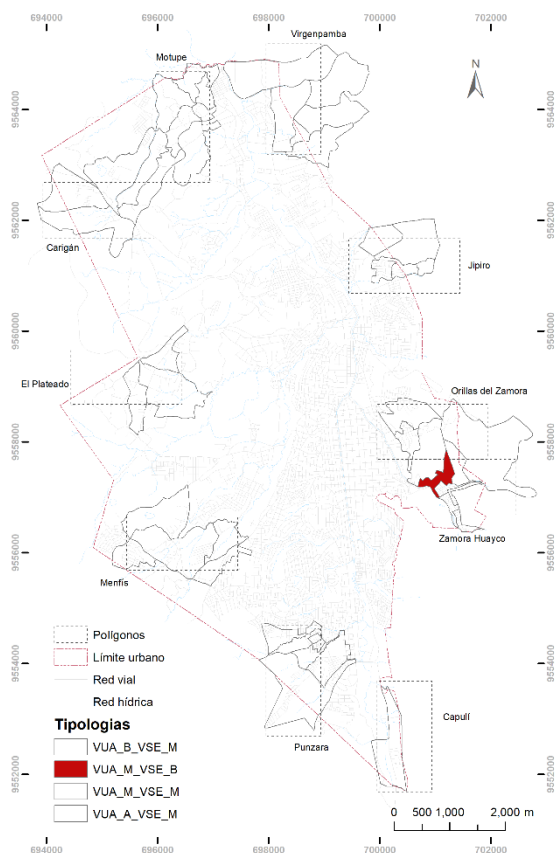 694000 696000 698000 700000 702000
Virgenpamba
Motupe
N
9564000
9564000
9562000
9562000
Carigán
Jipiro
9560000
9560000
El Plateado
Orillas del Zamora
9558000
9558000
Zamora Huayco
9556000
9556000
Menfís
Polígonos
Límite urbano
9554000
9554000
Red vial
Red hídrica
Capulí
Tipologias
Punzara
VUA_B_VSE_M
VUA_M_VSE_B
9552000
9552000
VUA_M_VSE_M
VUA_A_VSE_M
0 500 1,000 2,000 m
694000 696000 698000 700000 702000